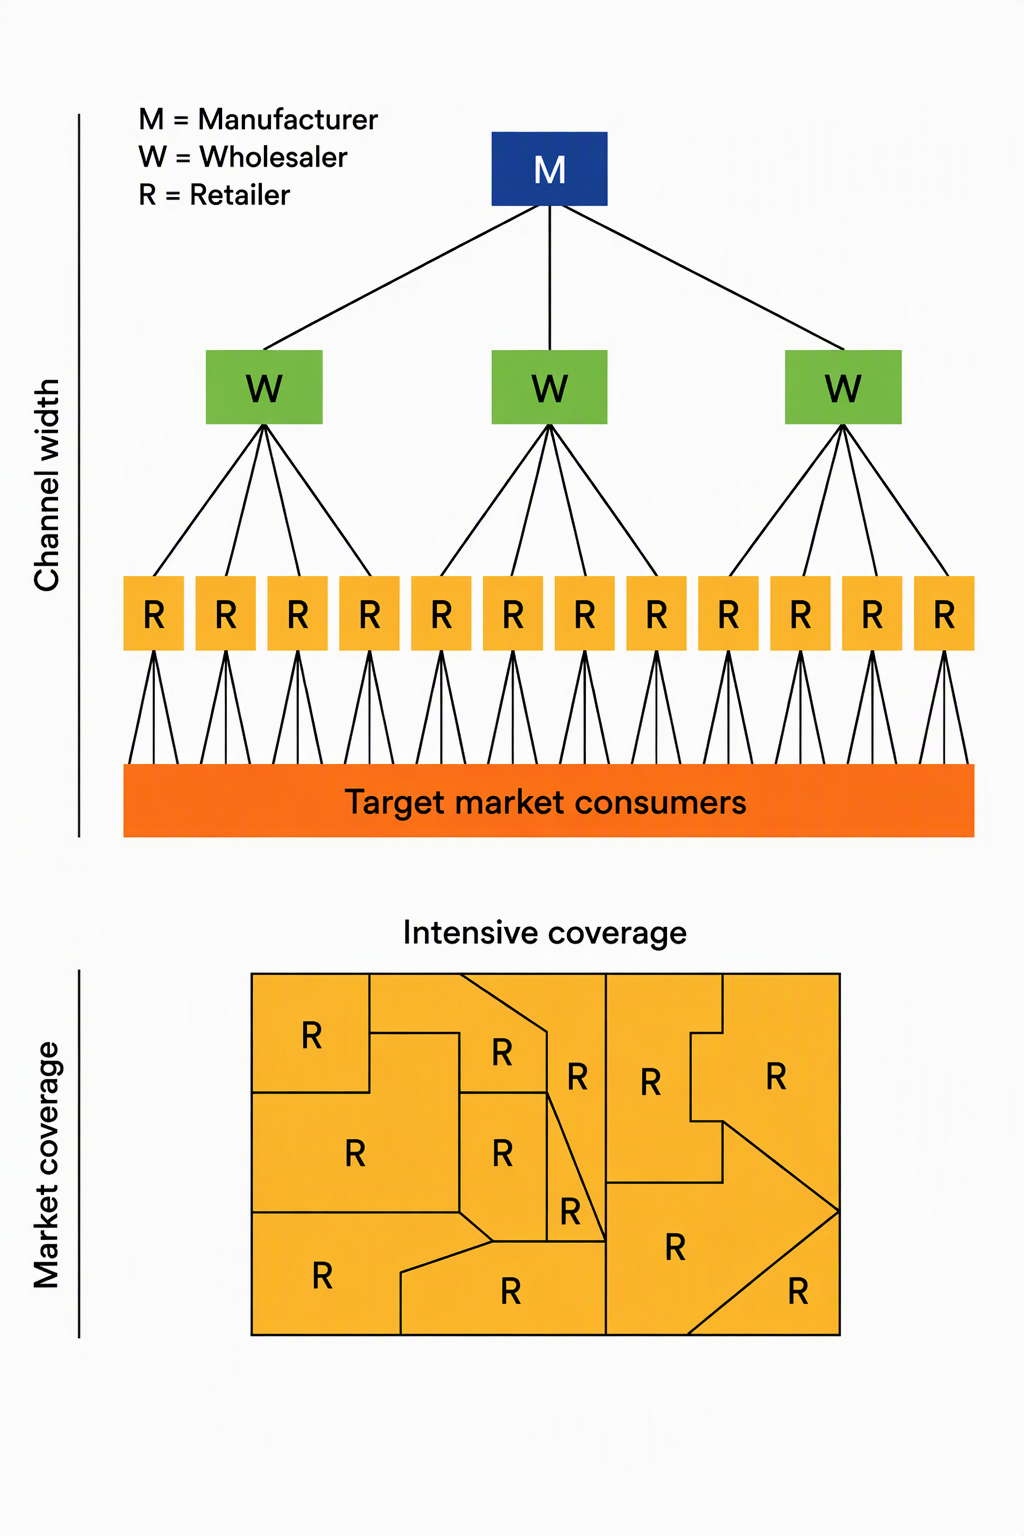 M = Manufacturer
W = Wholesaler
R = Retailer
M
W W W
R R R R R R R R R R R R
Target market consumers
Channel width
Intensive coverage
R
R
R
R
R
R
R
R
R
R
R
R
Market coverage